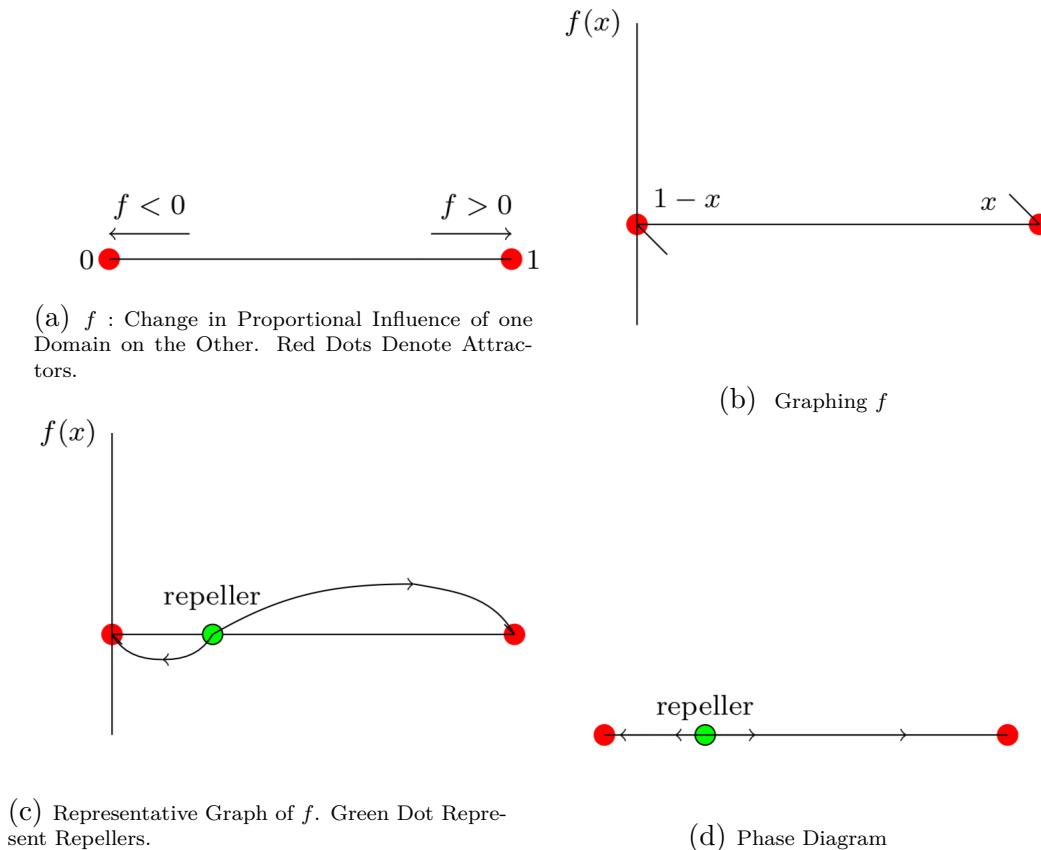 f < 0
f > 0
0
1
(a) f : Change in Proportional Influence of one
Domain on the Other. Red Dots Denote Attrac-
tors.
f(x)
1 − x
x
(b) Graphing f
f(x)
repeller
(c) Representative Graph of f. Green Dot Repre-
sent Repellers.
repeller
(d) Phase Diagram